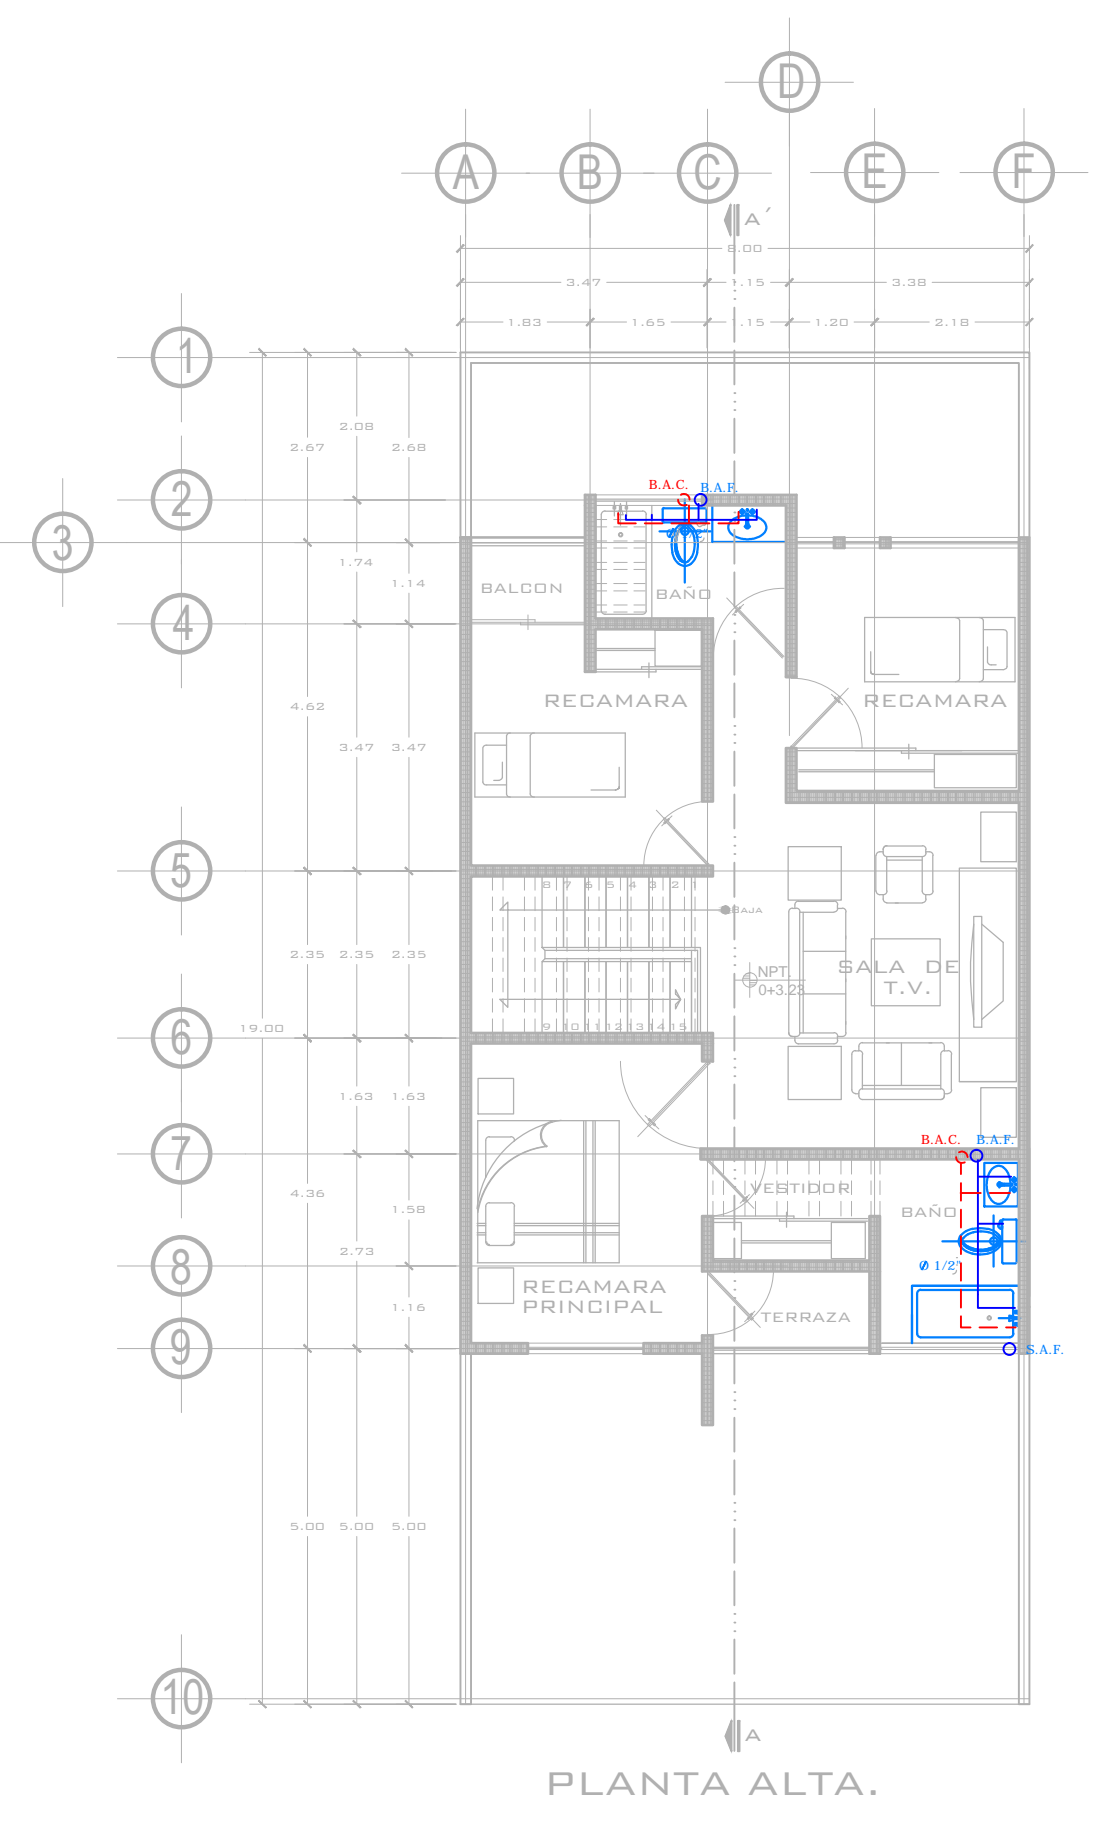 D
A B C E F
A´
8.00
3.47 1.15 3.38
1.83 1.65 1.15 1.20 2.18
1
2.08
2.67 2.68
B.A.C. B.A.F.
2
3
1.74
1.14
BALCON BAÑO
4
RECAMARA RECAMARA
4.62
3.47 3.47
5
8 7 6 5 4 3 2 1
BAJA
2.35 2.35 2.35
SALA DE
T.V.
NPT.
0+3.23
9 10 11 12 13 14 15
19.00
6
1.63 1.63
B.A.C. B.A.F.
7
VESTIDOR
4.36
1.58
BAÑO
2.73
8
Ø 1/2"
RECAMARA
PRINCIPAL
1.16
TERRAZA
9
S.A.F.
5.00 5.00 5.00
10
A
PLANTA ALTA.